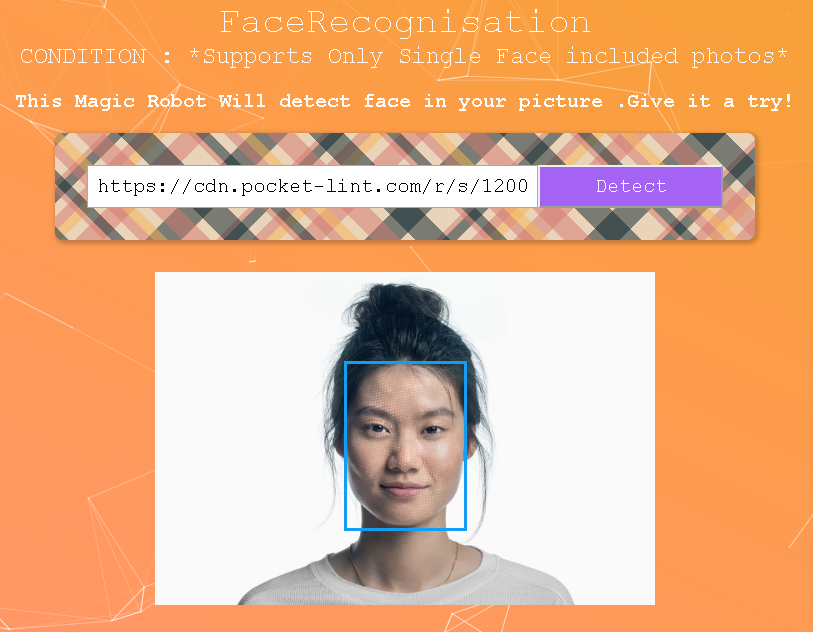 FaceRecognisation
CONDITION : *Supports Only Single Face included photos*
This Magic Robot Will detect face in your picture .Give it a try!
https://cdn.pocket-lint.com/r/s/1200 Detect